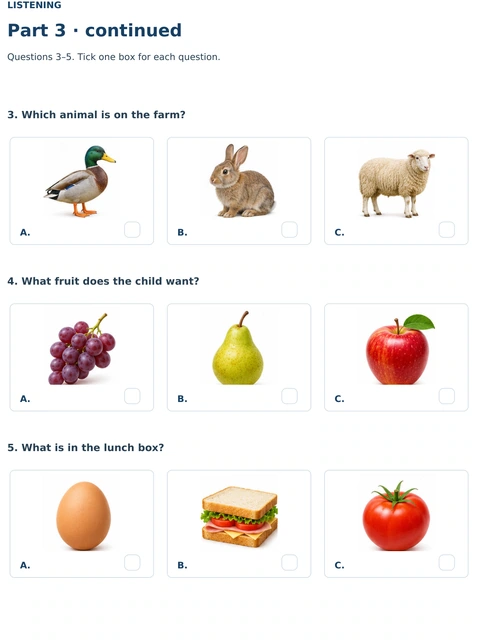 LISTENING
Part 3 · continued
Questions 3–5. Tick one box for each question.
3. Which animal is on the farm?
A.
B.
C.
4. What fruit does the child want?
A.
B.
C.
5. What is in the lunch box?
A.
B.
C.